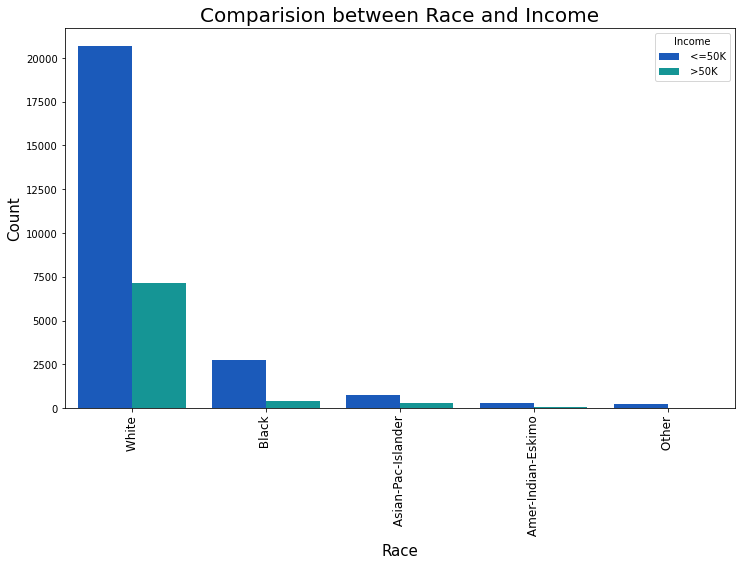 Comparision between Race and Income
Income
<=50K
>50K
20000
17500
15000
12500
10000
7500
5000
2500
0
Count
White
Black
Asian-Pac-Islander
Amer-Indian-Eskimo
Other
Race